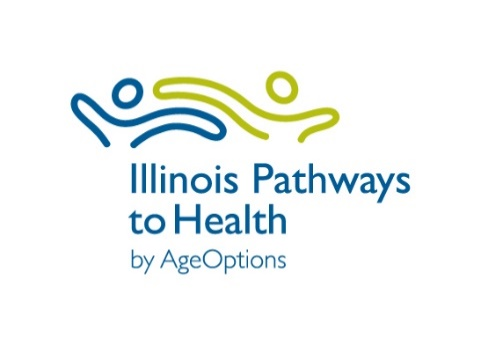 Illinois Pathways
to Health
by AgeOptions